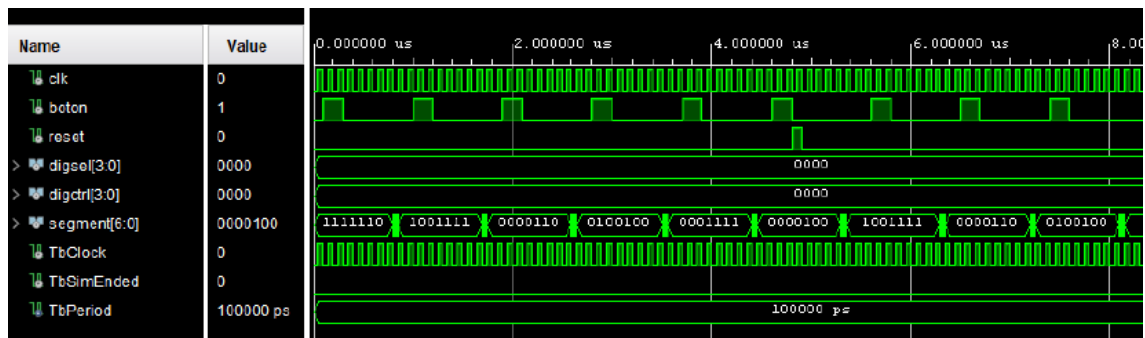 Name Value 0.000000 us 2.000000 us 4.000000 us 6.000000 us 8.00
clk 0
boton 1
reset 0
> digsel[3:0] 0000 0000
> digctrl[3:0] 0000 0000
> segment[6:0] 0000100 1111110 1001111 0000110 0100100 0001111 0000100 1001111 0000110 0100100
TbClock 0
TbSimEnded 0
TbPeriod 100000 ps 100000 ps